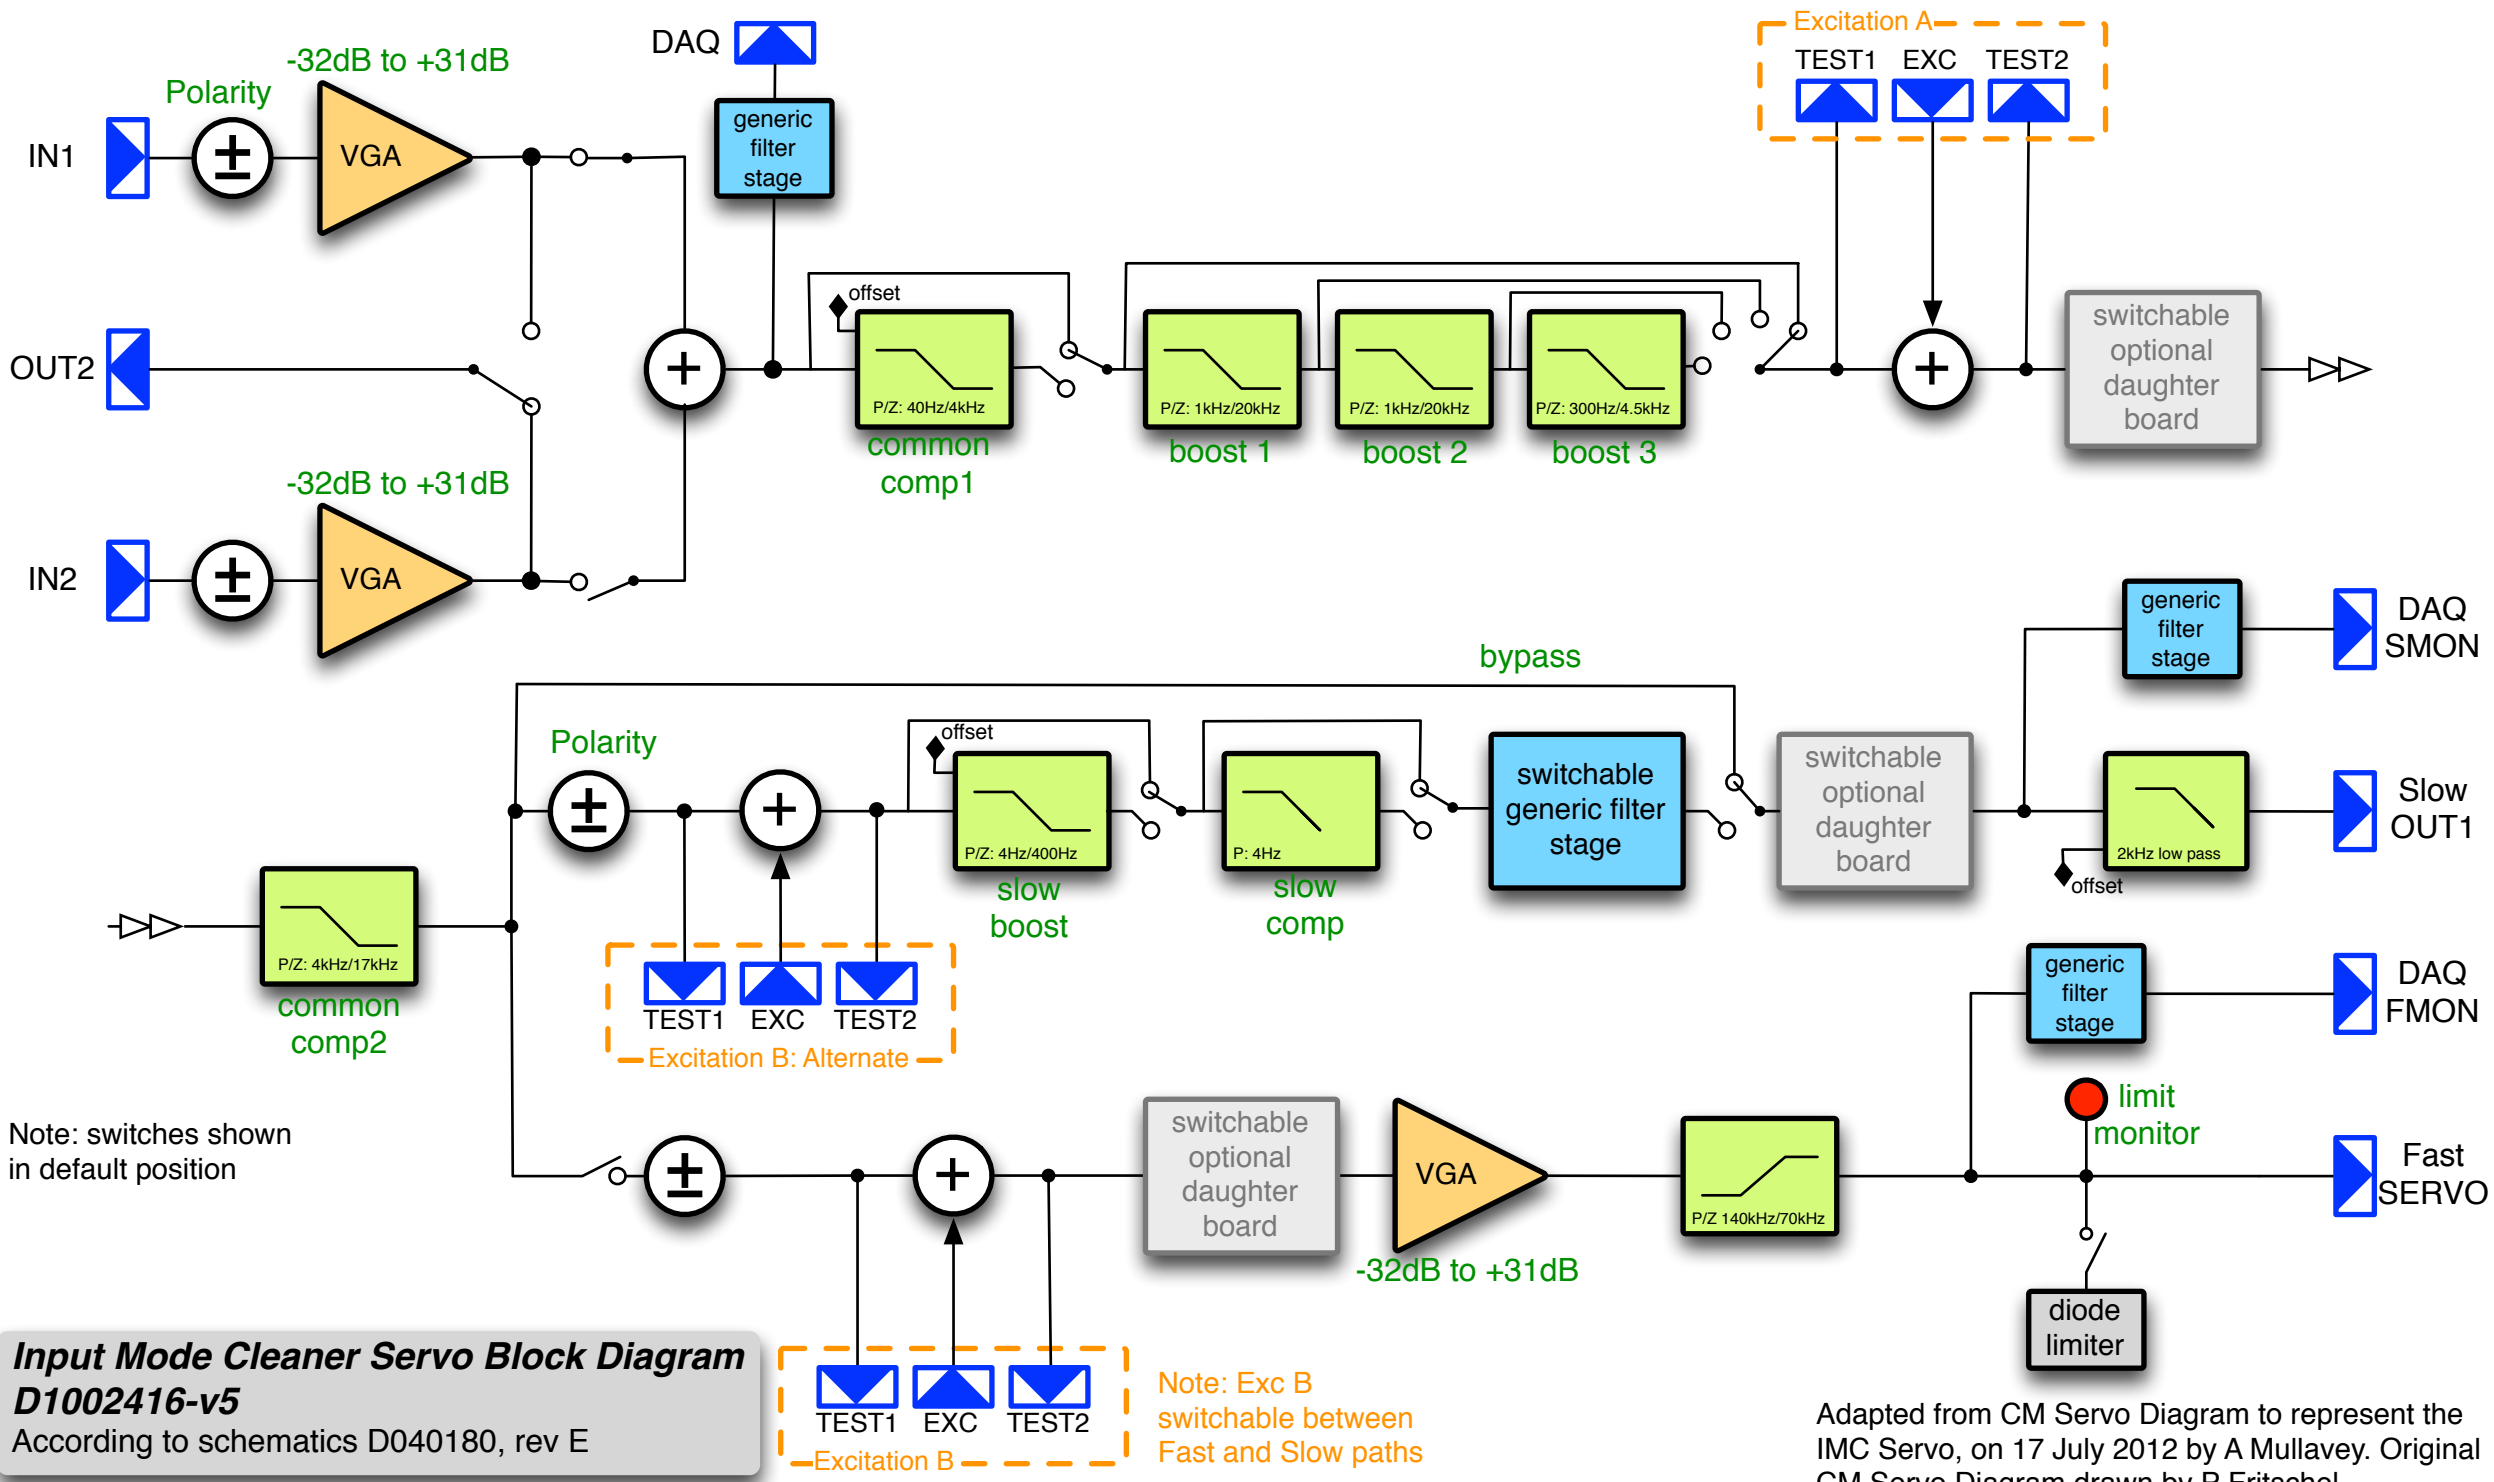 DAQ
Excitation A
TEST1 EXC TEST2
-32dB to +31dB
Polarity
IN1
±
VGA
generic
filter
stage
offset
OUT2
+
P/Z: 40Hz/4kHz
common
comp1
P/Z: 1kHz/20kHz
boost 1
P/Z: 1kHz/20kHz
boost 2
P/Z: 300Hz/4.5kHz
boost 3
+
switchable
optional
daughter
board
-32dB to +31dB
IN2
±
VGA
generic
filter
stage
DAQ
SMON
bypass
Polarity
±
+
offset
P/Z: 4Hz/400Hz
slow
boost
P: 4Hz
slow
comp
switchable
generic filter
stage
switchable
optional
daughter
board
2kHz low pass
offset
Slow
OUT1
P/Z: 4kHz/17kHz
common
comp2
TEST1 EXC TEST2
Excitation B: Alternate
generic
filter
stage
DAQ
FMON
limit
monitor
Note: switches shown
in default position
±
+
switchable
optional
daughter
board
VGA
-32dB to +31dB
P/Z 140kHz/70kHz
Fast
SERVO
diode
limiter
TEST1 EXC TEST2
Excitation B
Note: Exc B
switchable between
Fast and Slow paths
Input Mode Cleaner Servo Block Diagram
D1002416-v5
According to schematics D040180, rev E
Adapted from CM Servo Diagram to represent the
IMC Servo, on 17 July 2012 by A Mullavey. Original
CM Servo Diagram drawn by P Fritschel